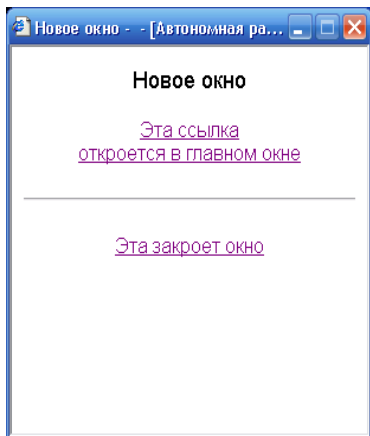 Новое окно - - [Автономная ра...
Новое окно
Эта ссылка
откроется в главном окне
Эта закроет окно